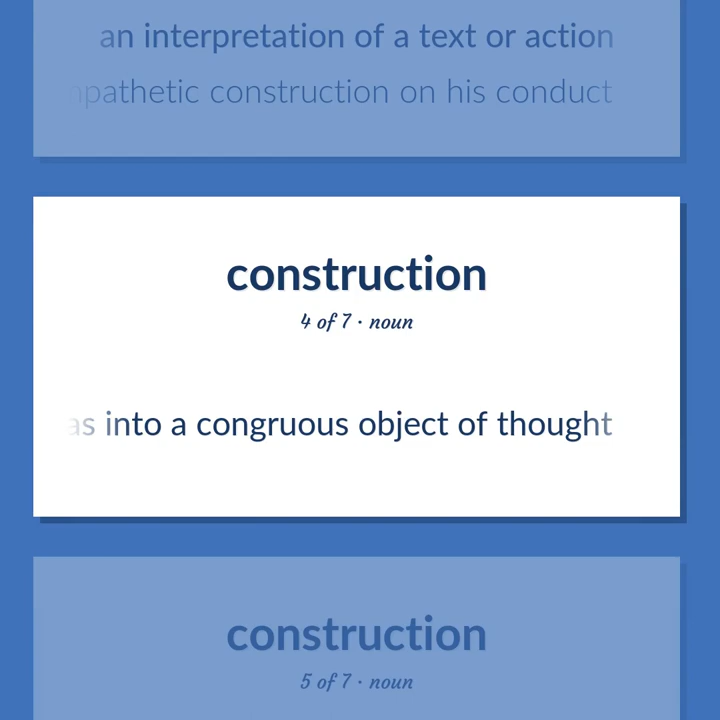 an interpretation of a text or action
construction on his conduct
construction
4 of 7 · noun
into a congruous object of thought
construction
5 of 7 · noun